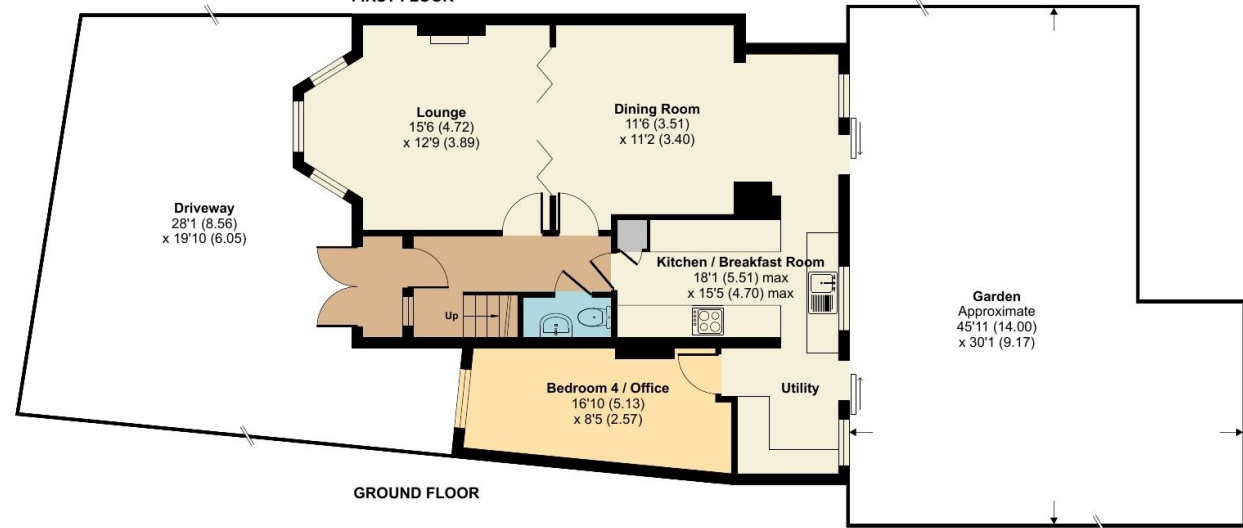 FIRST FLOOR
Lounge
15'6 (4.72)
x 12'9 (3.89)
Dining Room
11'6 (3.51)
x 11'2 (3.40)
Driveway
28'1 (8.56)
x 19'10 (6.05)
Kitchen / Breakfast Room
18'1 (5.51) max
x 15'5 (4.70) max
Garden
Approximate
45'11 (14.00)
x 30'1 (9.17)
Up
Bedroom 4 / Office
16'10 (5.13)
x 8'5 (2.57)
Utility
GROUND FLOOR